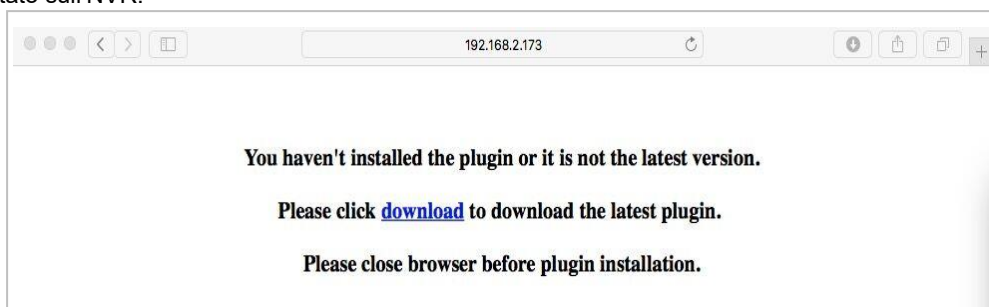 192.168.2.173
You haven't installed the plugin or it is not the latest version.
Please click download to download the latest plugin.
Please close browser before plugin installation.